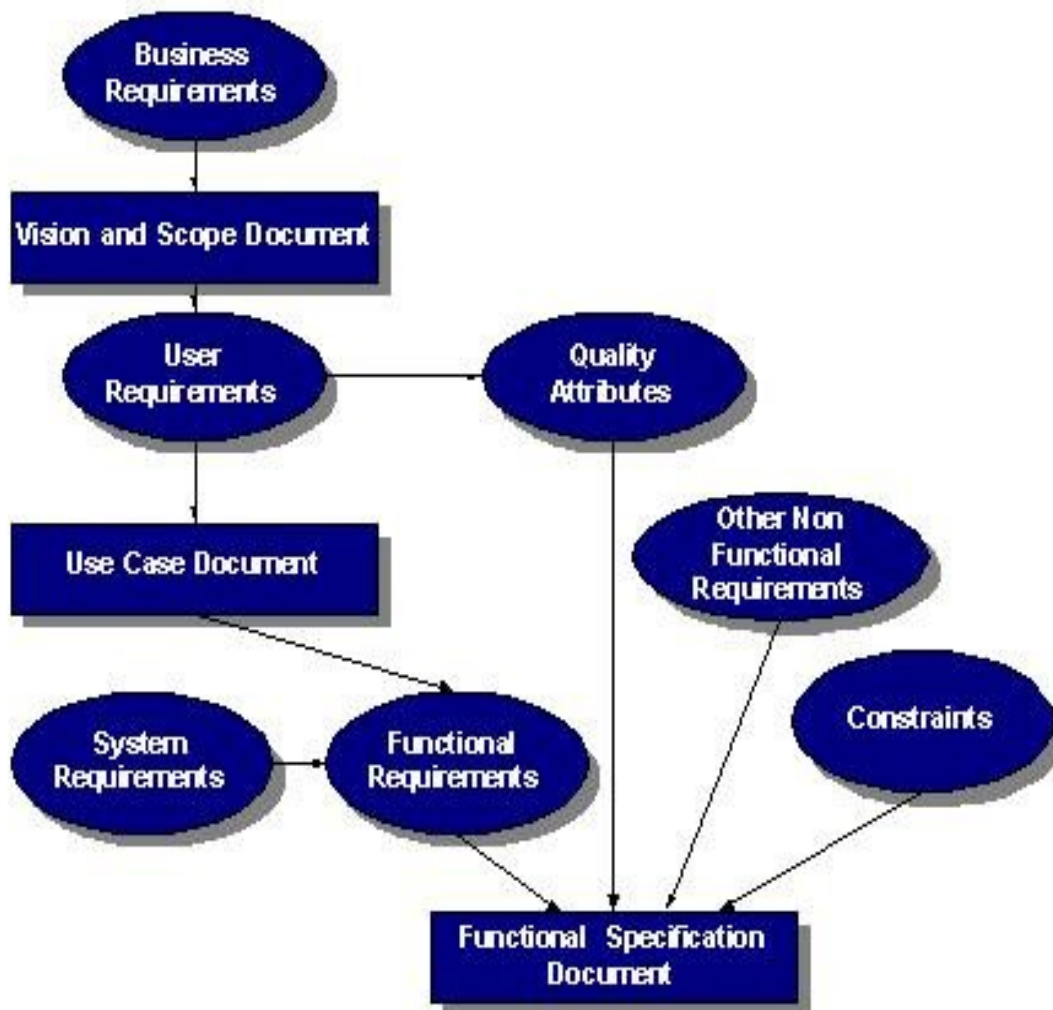 Business
Requirements
Vision and Scope Document
User
Requirements
Quality
Attributes
Use Case Document
Other Non
Functional
Requirements
System
Requirements
Functional
Requirements
Constraints
Functional Specification
Document